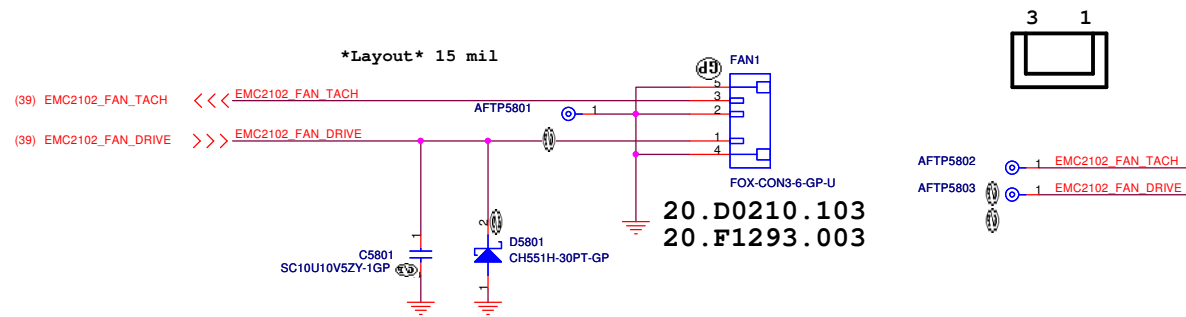 3 1
*Layout* 15 mil
FAN1
GP
5
(39) EMC2102_FAN_TACH
EMC2102_FAN_TACH
3
AFTP5801
1
2
(39) EMC2102_FAN_DRIVE
EMC2102_FAN_DRIVE
1
4
AFTP5802
1
EMC2102_FAN_TACH
FOX-CON3-6-GP-U
AFTP5803
1
EMC2102_FAN_DRIVE
20.D0210.103
20.F1293.003
2
1
D5801
C5801
CH551H-30PT-GP
SC10U10V5ZY-1GP
1